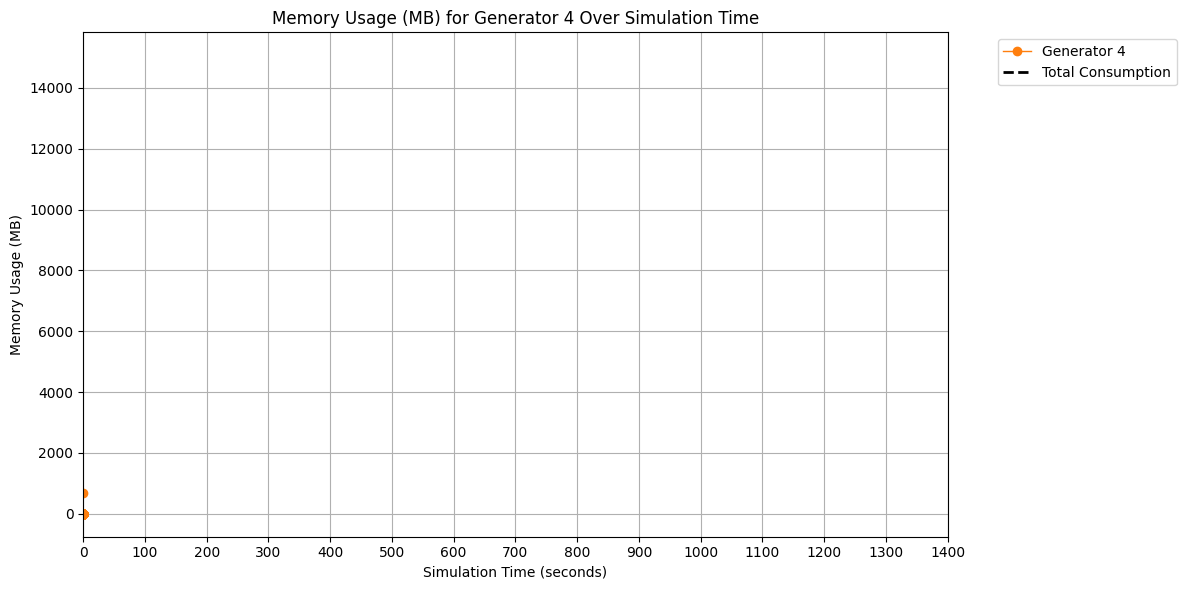 Memory Usage (MB) for Generator 4 Over Simulation Time
Generator 4
Total Consumption
Memory Usage (MB)
14000
12000
10000
8000
6000
4000
2000
0
0 100 200 300 400 500 600 700 800 900 1000 1100 1200 1300 1400
Simulation Time (seconds)